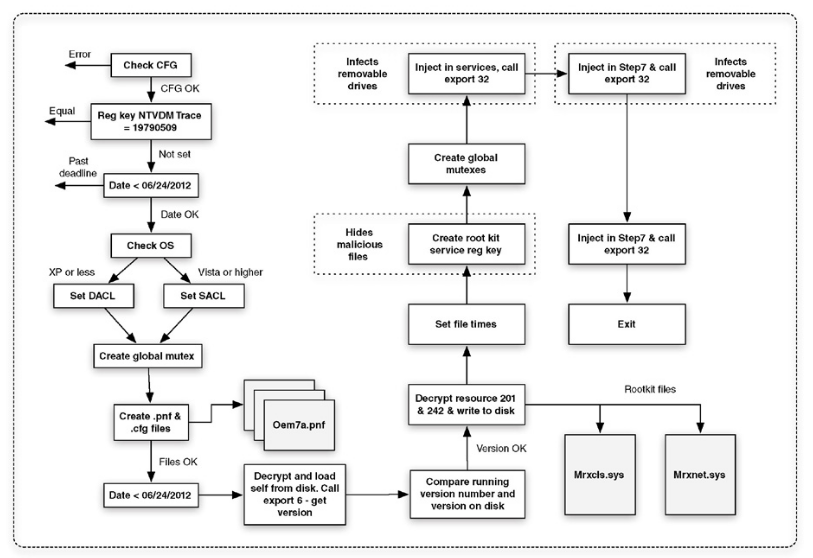 Error
Check CFG
CFG OK
Equal
Reg key NTVDM Trace
= 19790509
Not set
Past
deadline
Date < 06/24/2012
Date OK
Check OS
XP or less
Vista or higher
Set DACL
Set SACL
Create global mutex
Create .pnf &
.cfg files
Oem7a.pnf
Files OK
Date < 06/24/2012
Decrypt and load
self from disk. Call
export 6 - get
version
Compare running
version number and
version on disk
Version OK
Decrypt resource 201
& 242 & write to disk
Rootkit files
Mrxcls.sys
Mrxnet.sys
Set file times
Hides
malicious
files
Create root kit
service reg key
Create global
mutexes
Infects
removable
drives
Inject in services, call
export 32
Inject in Step7 & call
export 32
Infects
removable
drives
Inject in Step7 & call
export 32
Exit